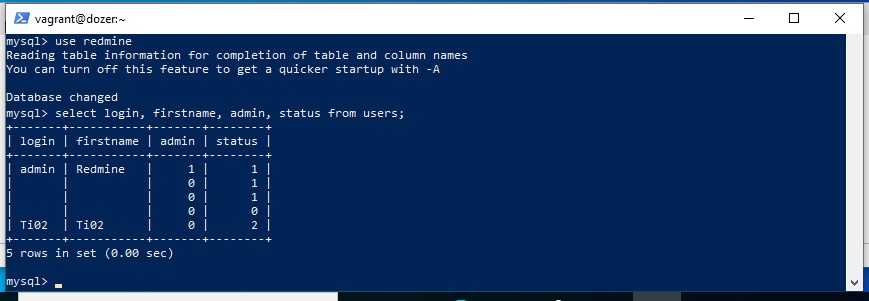 vagrant@dozer:~
mysql> use redmine
Reading table information for completion of table and column names
You can turn off this feature to get a quicker startup with -A
Database changed
mysql> select login, firstname, admin, status from users;
+-------+-----------+-------+--------+
| login | firstname | admin | status |
+-------+-----------+-------+--------+
| admin | Redmine   |     1 |      1 |
|       |           |     0 |      1 |
|       |           |     0 |      1 |
|       |           |     0 |      0 |
| Ti02  | Ti02      |     0 |      2 |
+-------+-----------+-------+--------+
5 rows in set (0.00 sec)
mysql>